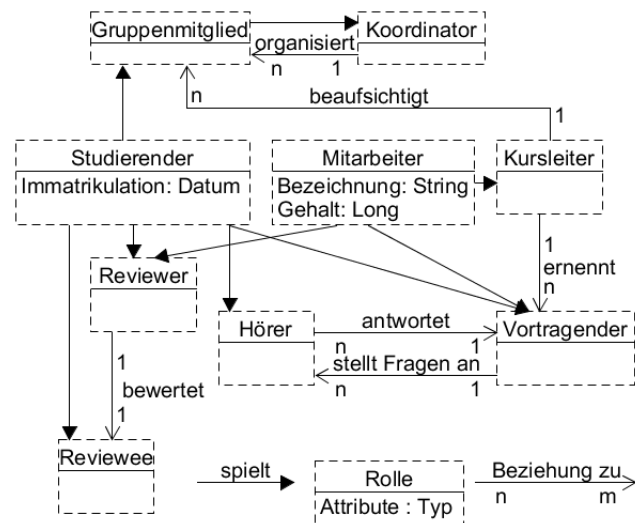 Gruppenmitglied
Koordinator
organisiert
n
1
n
beaufsichtigt
1
Studierender
Immatrikulation: Datum
Mitarbeiter
Bezeichnung: String
Gehalt: Long
Kursleiter
1
ernennt
n
Reviewer
Hörer
antwortet
n
1
stellt Fragen an
n
1
Vortragender
1
bewertet
1
Reviewee
spielt
Rolle
Attribute : Typ
Beziehung zu
n
m